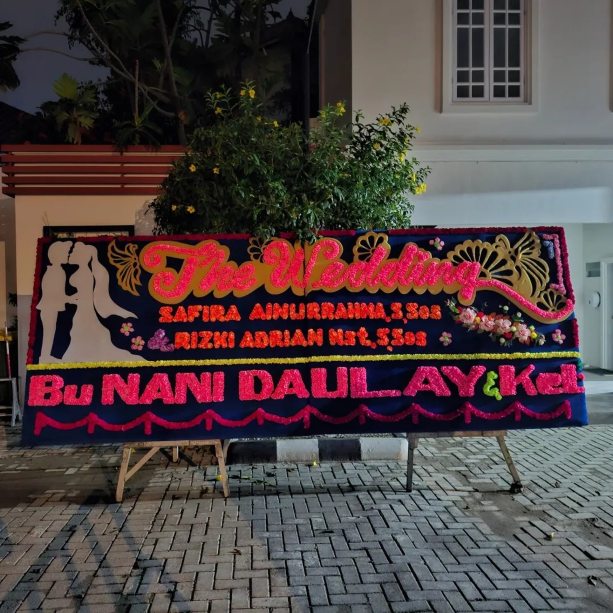 The Wedding
SAFIRA AINURRAHMA, S,Sos
& RIZKI ADRIAN Nst, S,Sos
Bu NANI DAULAY & Kel